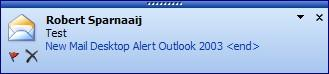 Robert Sparnaaij
Test
New Mail Desktop Alert Outlook 2003 <end>